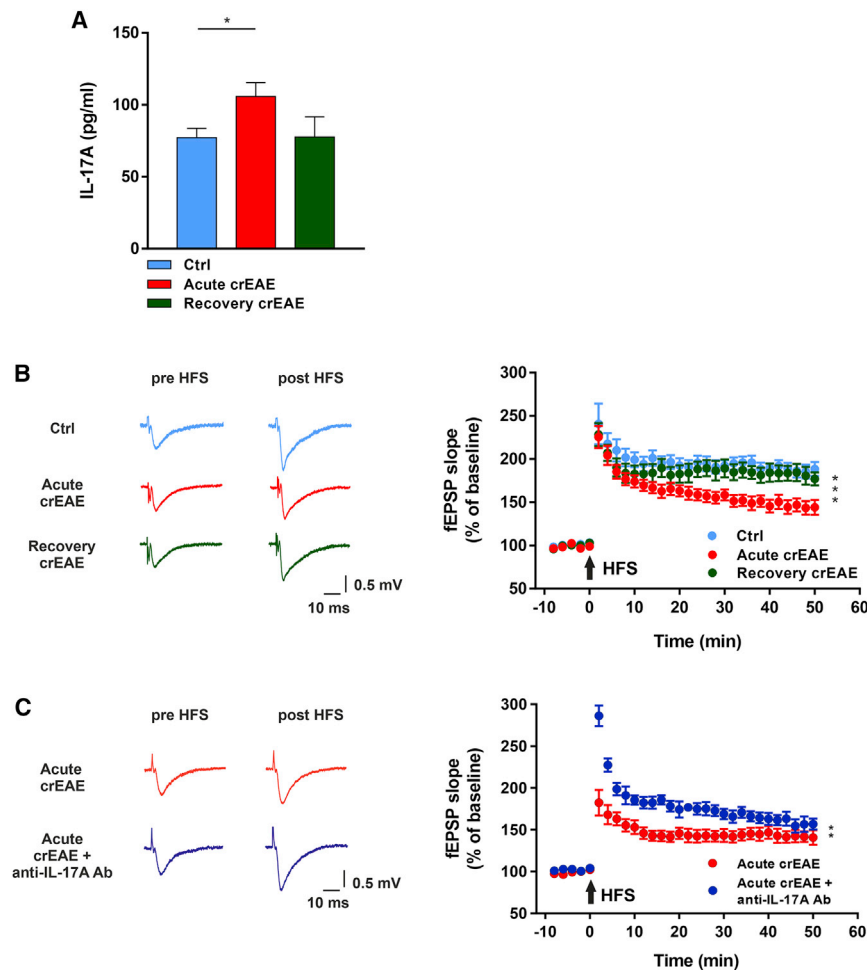 A
*
150
100
50
0
IL-17A (pg/ml)
Ctrl
Acute crEAE
Recovery crEAE
B
pre HFS
post HFS
Ctrl
Acute
crEAE
Recovery
crEAE
0.5 mV
10 ms
300
250
200
150
100
50
fEPSP slope
(% of baseline)
***
Ctrl
Acute crEAE
Recovery crEAE
HFS
-10 0 10 20 30 40 50 60
Time (min)
C
pre HFS
post HFS
Acute
crEAE
Acute
crEAE +
anti-IL-17A Ab
0.5 mV
10 ms
300
250
200
150
100
50
fEPSP slope
(% of baseline)
**
Acute crEAE
Acute crEAE +
anti-IL-17A Ab
HFS
-10 0 10 20 30 40 50 60
Time (min)